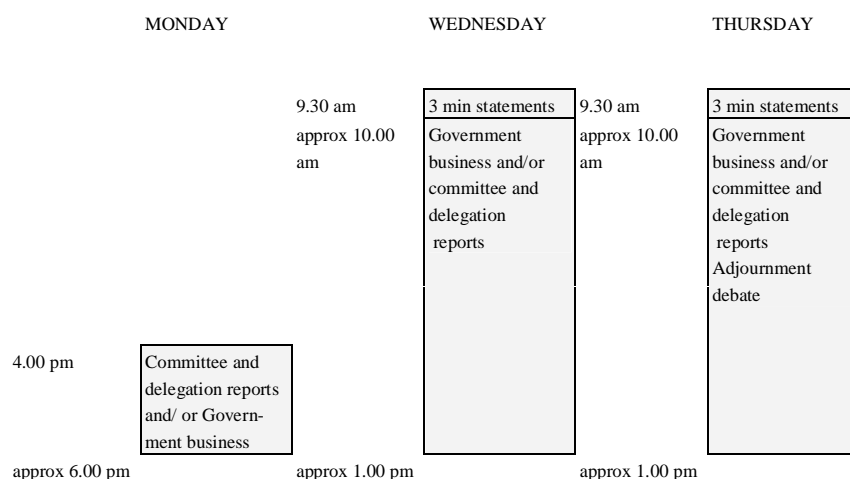 MONDAY
WEDNESDAY
THURSDAY
9.30 am
3 min statements
9.30 am
3 min statements
approx 10.00
am
Government
business and/or
committee and
delegation
reports
approx 10.00
am
Government
business and/or
committee and
delegation
reports
Adjournment
debate
4.00 pm
Committee and
delegation reports
and/ or Govern-
ment business
approx 6.00 pm
approx 1.00 pm
approx 1.00 pm